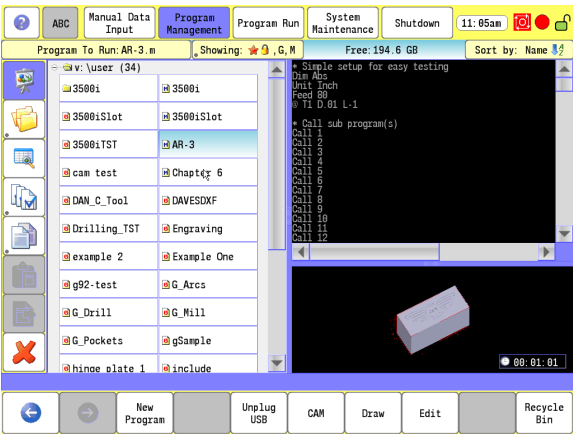 ?
ABC
Manual Data Input
Program Management
Program Run
System Maintenance
Shutdown
11:05am
Program To Run:AR-3.m
Showing: , G, M
Free:194.6 GB
Sort by: Name
v:\user (34)
3500i
3500i
3500iSlot
3500iSlot
3500iTST
AR-3
cam test
Chapter 6
DAN_C_Tool
DAVESDXF
Drilling_TST
Engraving
example 2
Example One
g92-test
G_Arcs
G_Drill
G_Mill
G_Pockets
gSample
hinge plate 1
include
* Simple setup for easy testing
Dim Abs
Unit Inch
Feed 80
@ T1 D.01 L-1
* Call sub program(s)
Call 1
Call 2
Call 3
Call 4
Call 5
Call 6
Call 7
Call 8
Call 9
Call 10
Call 11
Call 12
00:01:01
New Program
Unplug USB
CAM
Draw
Edit
Recycle Bin